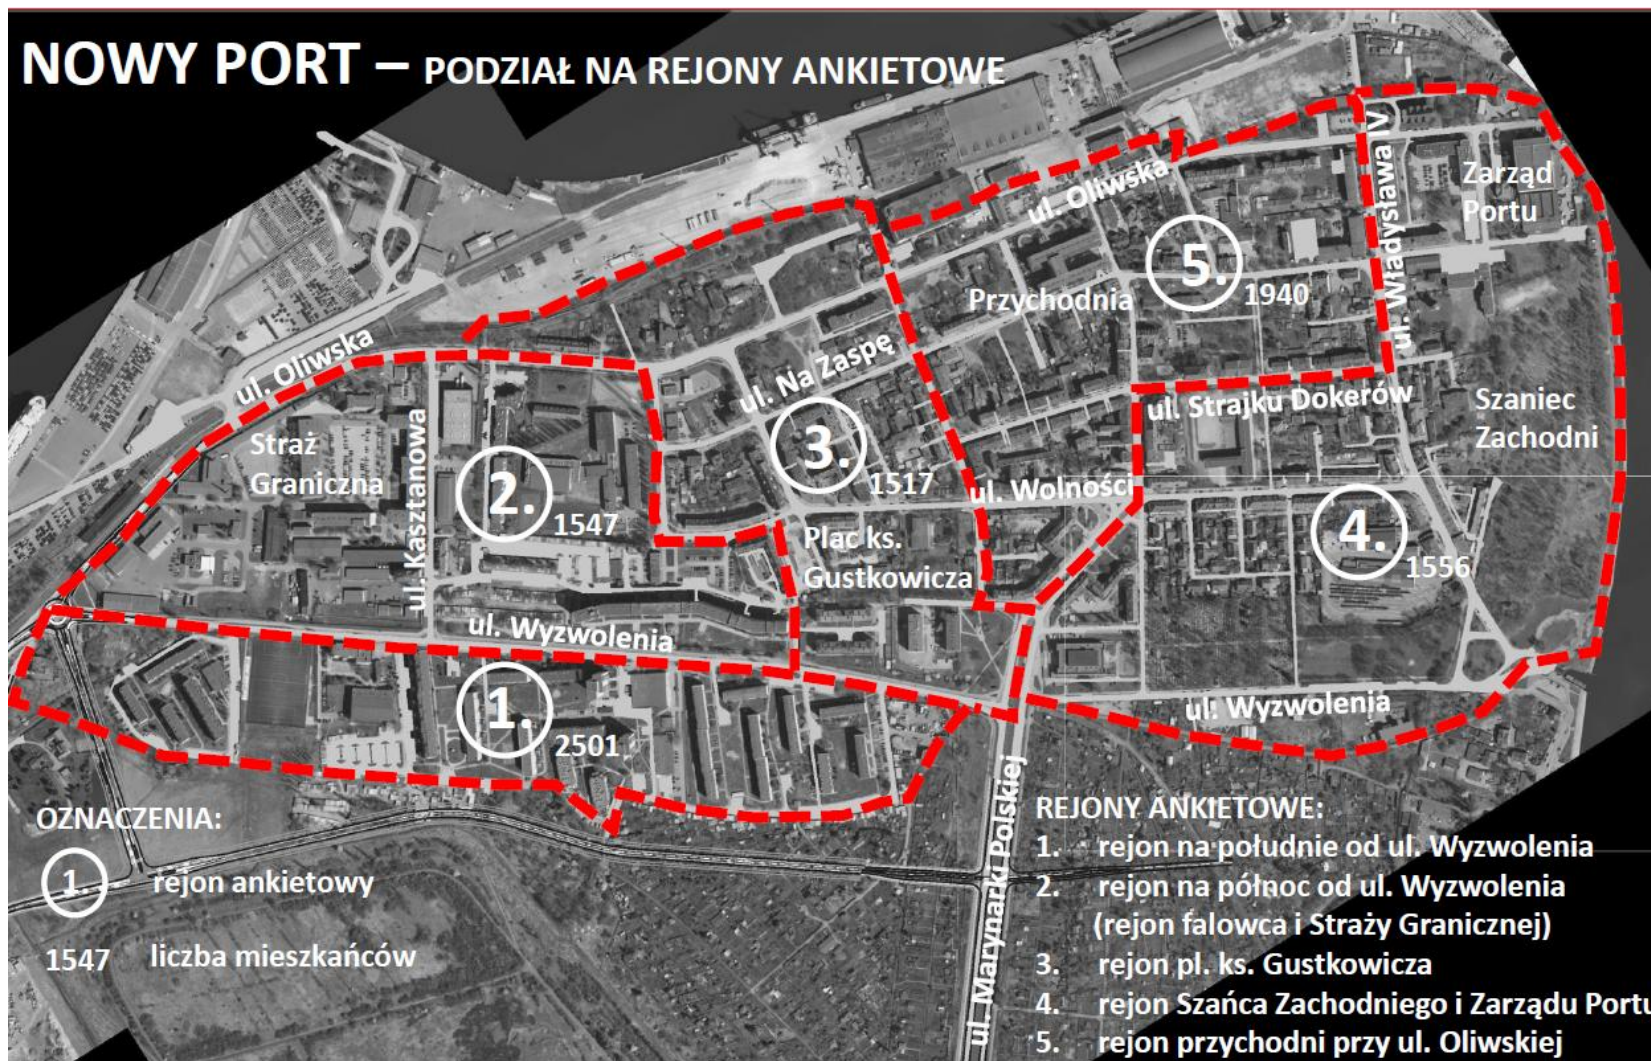 NOWY PORT – PODZIAŁ NA REJONY ANKIETOWE
ul. Władysława IV
Zarząd
Portu
ul. Oliwska
5.
1940
Przychodnia
ul. Oliwska
ul. Na Zaspę
ul. Strajku Dokerów
Szaniec
Zachodni
Straż
Graniczna
ul. Kasztanowa
2.
1547
3.
1517
ul. Wolności
Plac ks.
Gustkowicza
4.
1556
ul. Wyzwolenia
1.
2501
ul. Wyzwolenia
ul. Marynarki Polskiej
OZNACZENIA:
1. rejon ankietowy
1547 liczba mieszkańców
REJONY ANKIETOWE:
1. rejon na południe od ul. Wyzwolenia
2. rejon na północ od ul. Wyzwolenia
(rejon falowca i Straży Granicznej)
3. rejon pl. ks. Gustkowicza
4. rejon Szańca Zachodniego i Zarządu Portu
5. rejon przychodni przy ul. Oliwskiej